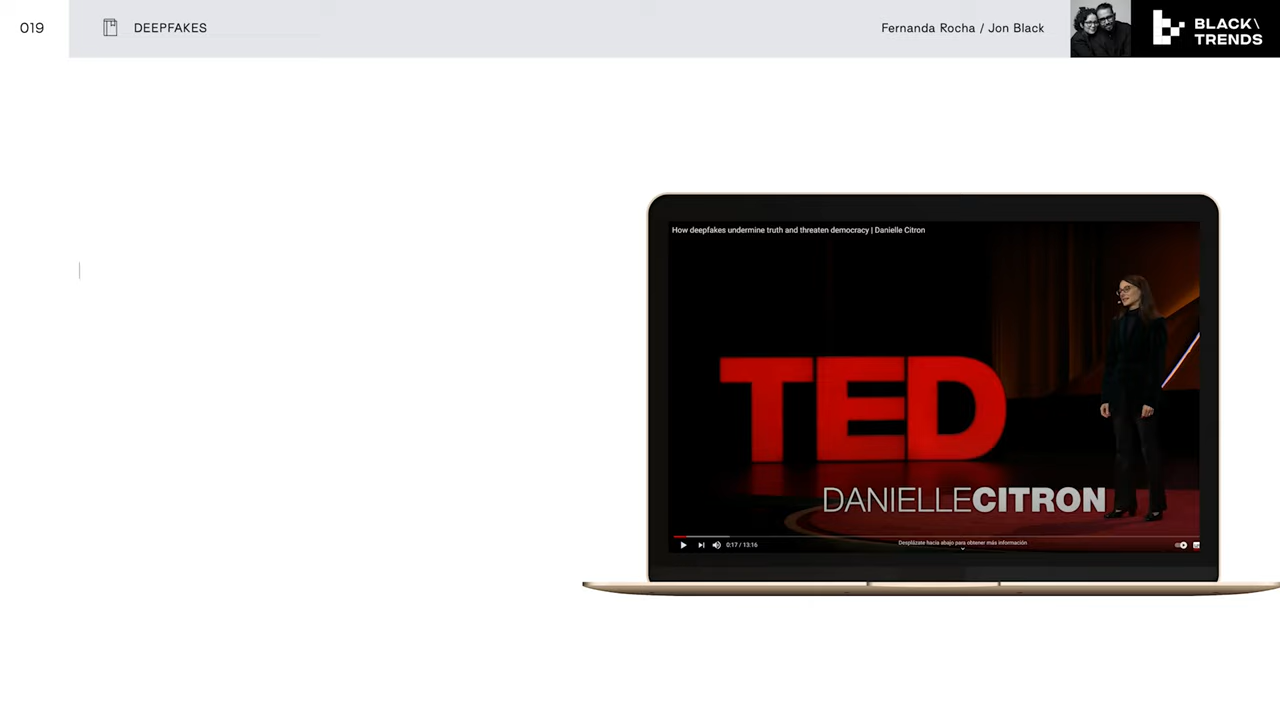 019
DEEPFAKES
Fernanda Rocha / Jon Black
BLACK\
TRENDS
How deepfakes undermine truth and threaten democracy | Danielle Citron
TED
DANIELLECITRON
0:17 / 13:16
Desplázate hacia abajo para obtener más información